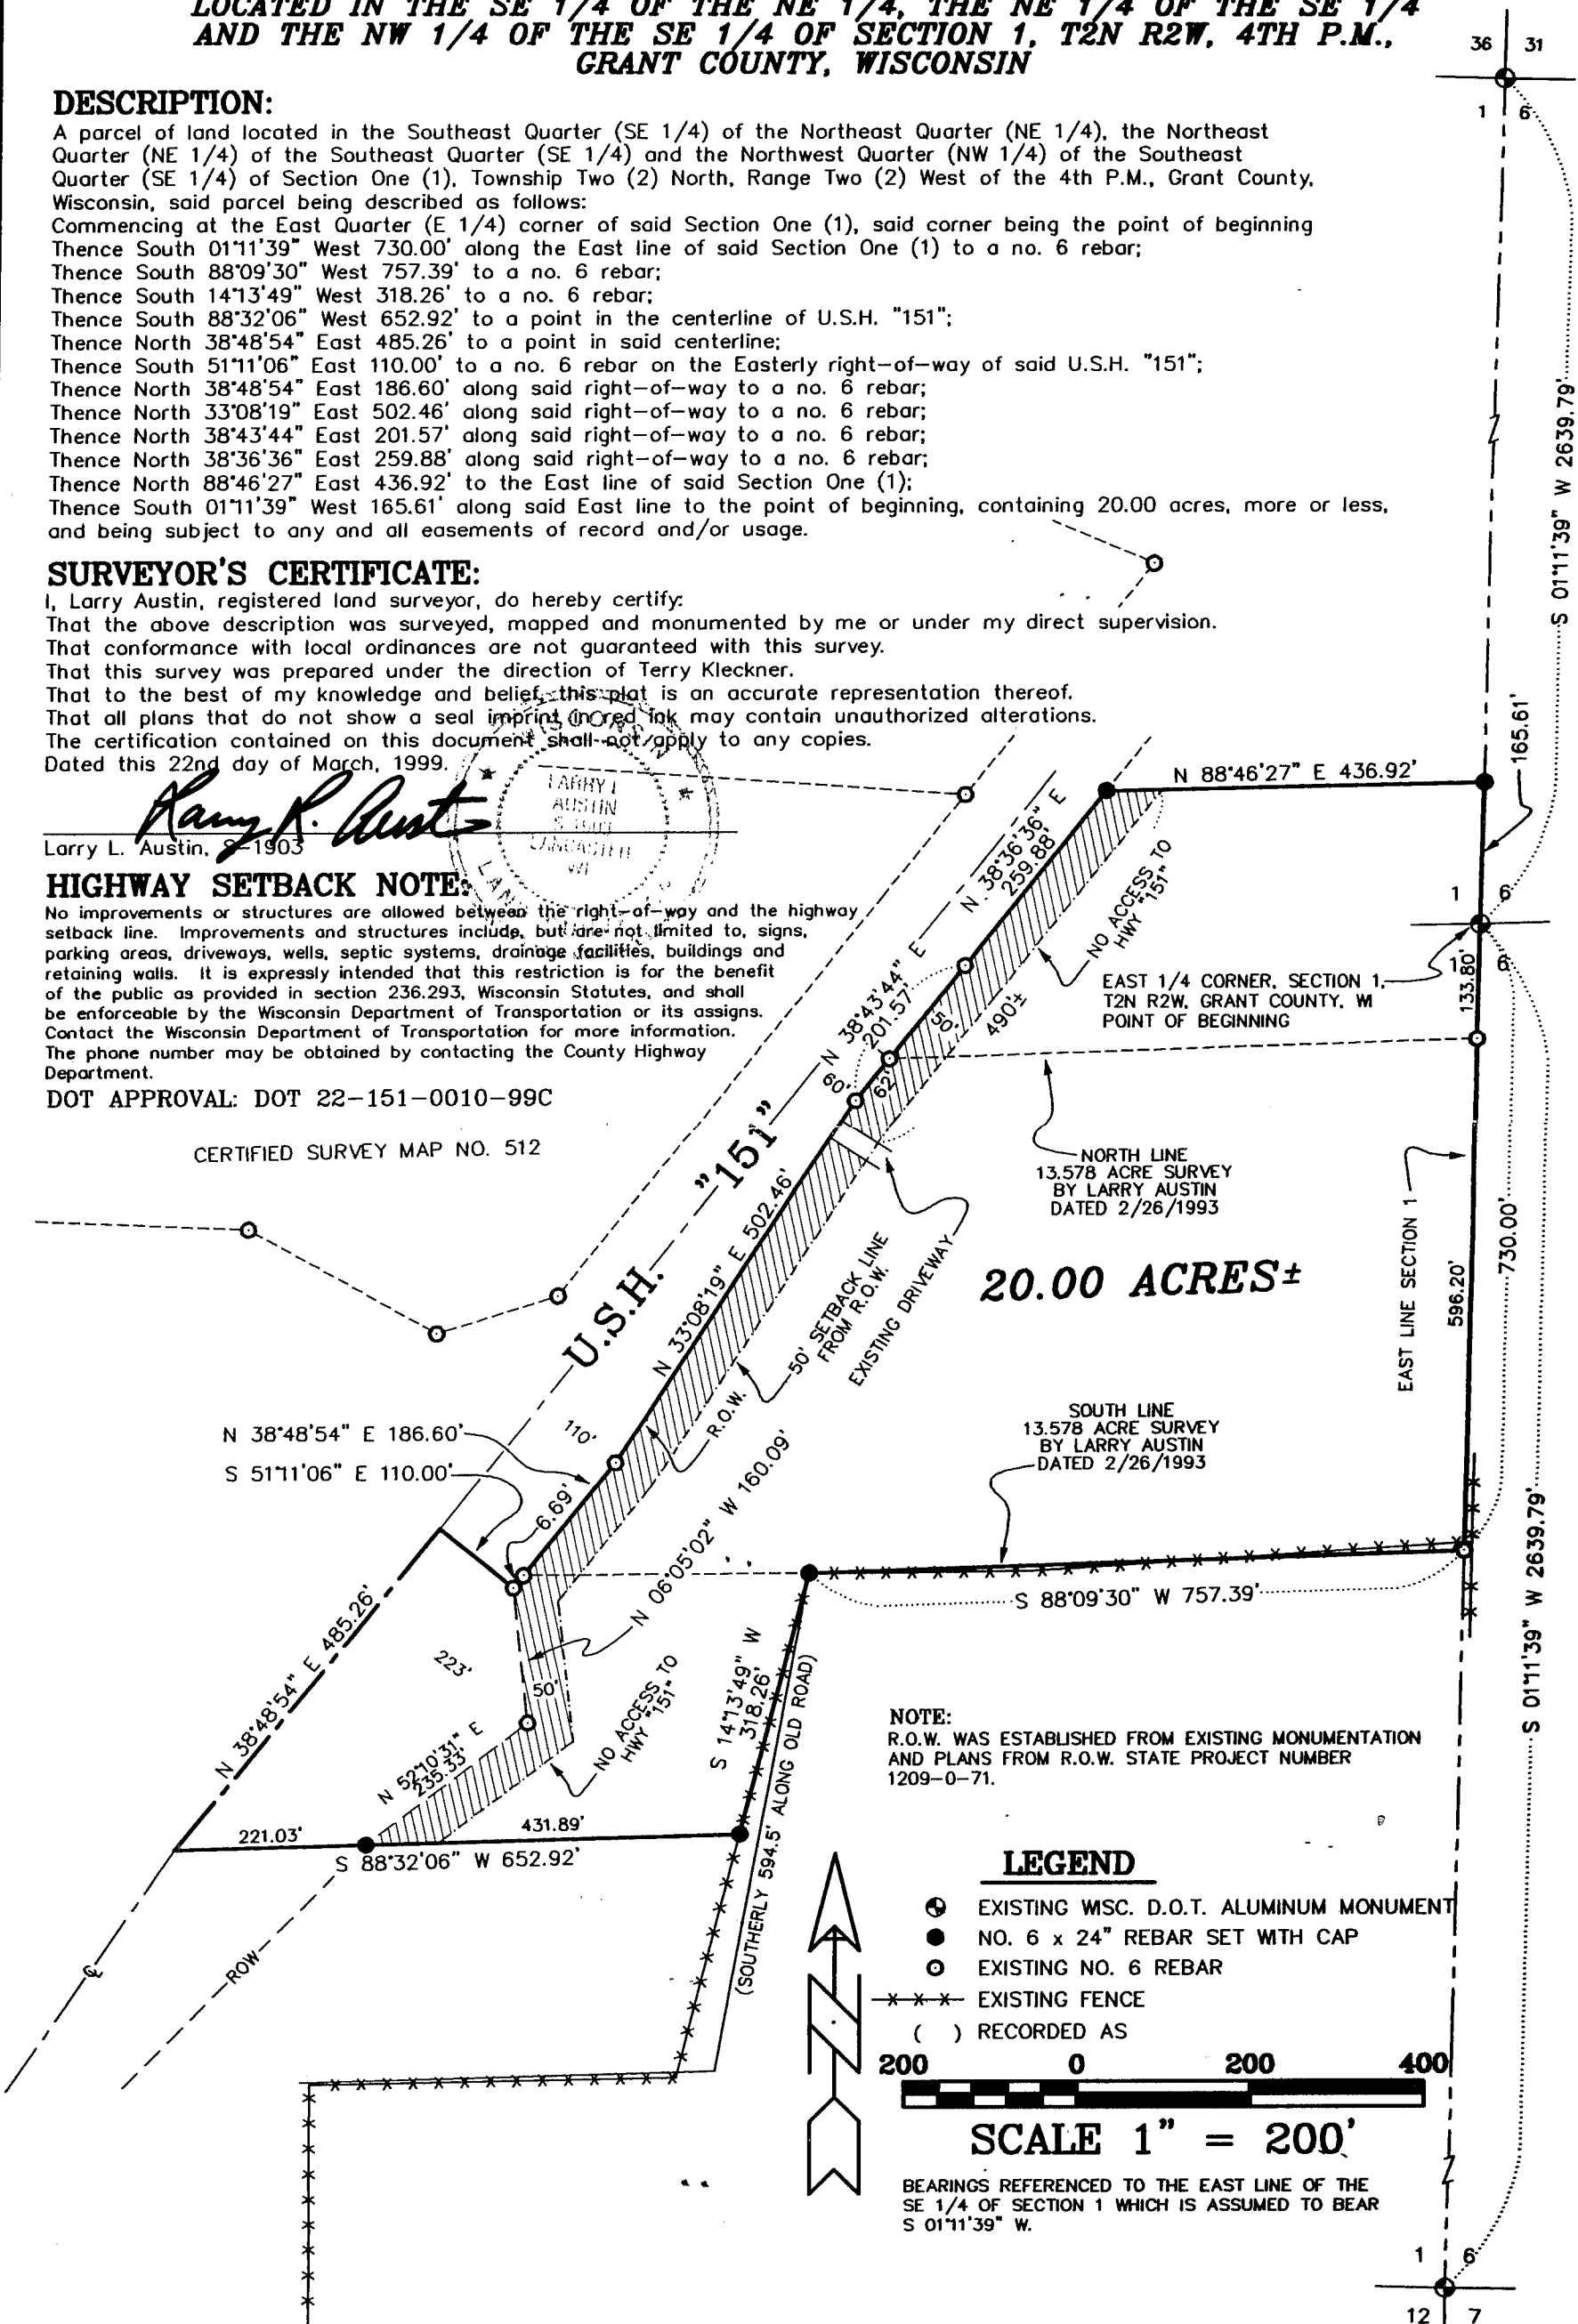 LOCATED IN THE SE 1/4 OF THE NE 1/4, THE NE 1/4 OF THE SE 1/4
AND THE NW 1/4 OF THE SE 1/4 OF SECTION 1, T2N R2W, 4TH P.M.,
GRANT COUNTY, WISCONSIN
DESCRIPTION:
A parcel of land located in the Southeast Quarter (SE 1/4) of the Northeast Quarter (NE 1/4), the Northeast
Quarter (NE 1/4) of the Southeast Quarter (SE 1/4) and the Northwest Quarter (NW 1/4) of the Southeast
Quarter (SE 1/4) of Section One (1), Township Two (2) North, Range Two (2) West of the 4th P.M., Grant County,
Wisconsin, said parcel being described as follows:
Commencing at the East Quarter (E 1/4) corner of said Section One (1), said corner being the point of beginning
Thence South 01°11'39" West 730.00' along the East line of said Section One (1) to a no. 6 rebar;
Thence South 88°09'30" West 757.39' to a no. 6 rebar;
Thence South 14°13'49" West 318.26' to a no. 6 rebar;
Thence South 88°32'06" West 652.92' to a point in the centerline of U.S.H. "151";
Thence North 38°48'54" East 485.26' to a point in said centerline;
Thence South 51°11'06" East 110.00' to a no. 6 rebar on the Easterly right-of-way of said U.S.H. "151";
Thence North 38°48'54" East 186.60' along said right-of-way to a no. 6 rebar;
Thence North 33°08'19" East 502.46' along said right-of-way to a no. 6 rebar;
Thence North 38°43'44" East 201.57' along said right-of-way to a no. 6 rebar;
Thence North 38°36'36" East 259.88' along said right-of-way to a no. 6 rebar;
Thence North 88°46'27" East 436.92' to the East line of said Section One (1);
Thence South 01°11'39" West 165.61' along said East line to the point of beginning, containing 20.00 acres, more or less,
and being subject to any and all easements of record and/or usage.
SURVEYOR'S CERTIFICATE:
I, Larry Austin, registered land surveyor, do hereby certify:
That the above description was surveyed, mapped and monumented by me or under my direct supervision.
That conformance with local ordinances are not guaranteed with this survey.
That this survey was prepared under the direction of Terry Kleckner.
That to the best of my knowledge and belief, this plat is an accurate representation thereof.
That all plans that do not show a seal imprint in red ink may contain unauthorized alterations.
The certification contained on this document shall not apply to any copies.
Dated this 22nd day of March, 1999.
LARRY L
AUSTIN
LANCASTER
WI
Larry L. Austin, S-1903
HIGHWAY SETBACK NOTE:
No improvements or structures are allowed between the right-of-way and the highway
setback line. Improvements and structures include, but are not limited to, signs,
parking areas, driveways, wells, septic systems, drainage facilities, buildings and
retaining walls. It is expressly intended that this restriction is for the benefit
of the public as provided in section 236.293, Wisconsin Statutes, and shall
be enforceable by the Wisconsin Department of Transportation or its assigns.
Contact the Wisconsin Department of Transportation for more information.
The phone number may be obtained by contacting the County Highway
Department.
DOT APPROVAL: DOT 22-151-0010-99C
CERTIFIED SURVEY MAP NO. 512
36 31
1 6
S 01°11'39" W 2639.79'
165.61'
N 88°46'27" E 436.92'
N 38°36'36" E
259.88'
NO ACCESS TO
HWY "151"
1 6
1 6
EAST 1/4 CORNER, SECTION 1,
T2N R2W, GRANT COUNTY, WI
POINT OF BEGINNING
133.80'
N 38°43'44" E
201.57'
50'
490'±
60'
62'
NORTH LINE
13.578 ACRE SURVEY
BY LARRY AUSTIN
DATED 2/26/1993
U.S.H. "151"
N 33°08'19" E 502.46'
50' SETBACK LINE
FROM R.O.W.
EXISTING DRIVEWAY
20.00 ACRES±
EAST LINE SECTION 1
596.20'
730.00'
R.O.W.
110'
N 38°48'54" E 186.60'
S 51°11'06" E 110.00'
6.69'
N 06°05'02" W 160.09'
SOUTH LINE
13.578 ACRE SURVEY
BY LARRY AUSTIN
DATED 2/26/1993
S 88°09'30" W 757.39'
S 01°11'39" W 2639.79'
N 38°48'54" E 485.26'
223'
50'
N 52°10'31" E
235.33'
NO ACCESS TO
HWY "151"
S 14°13'49" W
318.26'
(SOUTHERLY 594.5' ALONG OLD ROAD)
221.03'
431.89'
S 88°32'06" W 652.92'
ROW
NOTE:
R.O.W. WAS ESTABLISHED FROM EXISTING MONUMENTATION
AND PLANS FROM R.O.W. STATE PROJECT NUMBER
1209-0-71.
LEGEND
EXISTING WISC. D.O.T. ALUMINUM MONUMENT
NO. 6 x 24" REBAR SET WITH CAP
EXISTING NO. 6 REBAR
EXISTING FENCE
( ) RECORDED AS
200 0 200 400
SCALE 1" = 200'
BEARINGS REFERENCED TO THE EAST LINE OF THE
SE 1/4 OF SECTION 1 WHICH IS ASSUMED TO BEAR
S 01°11'39" W.
N
1 6
12 7